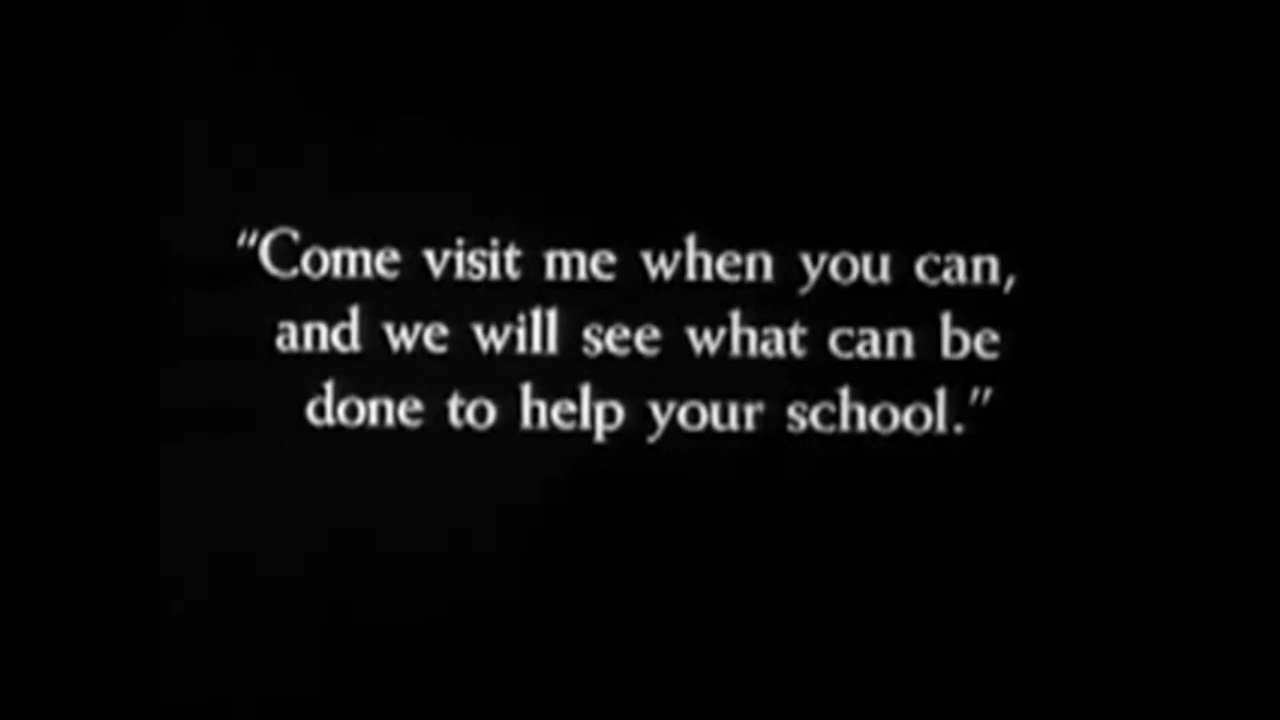 “Come visit me when you can,
and we will see what can be
done to help your school.”